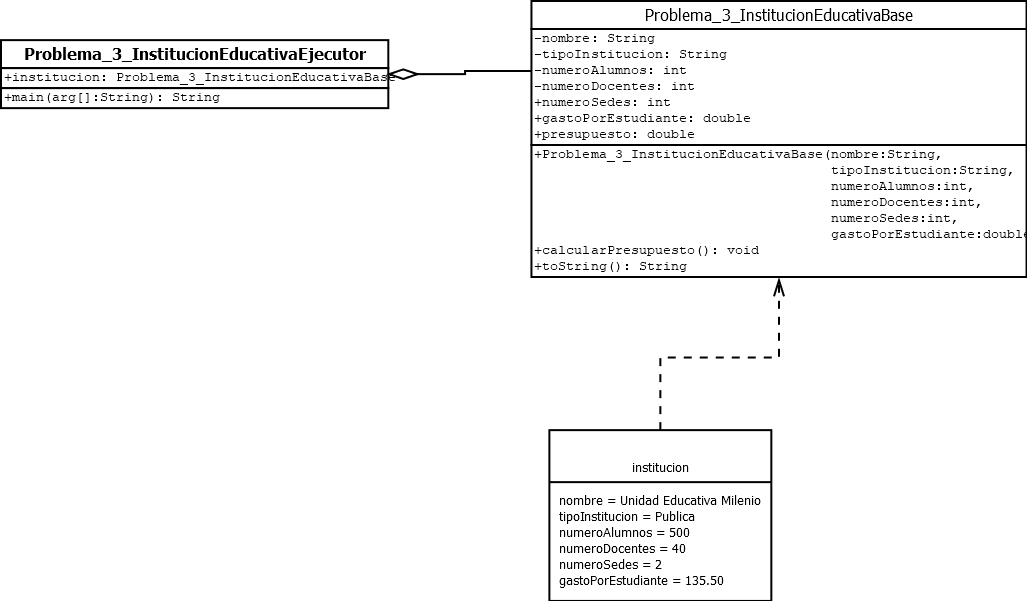 Problema_3_InstitucionEducativaEjecutor
+institucion: Problema_3_InstitucionEducativaBase
+main(arg[]:String): String
Problema_3_InstitucionEducativaBase
-nombre: String
-tipoInstitucion: String
-numeroAlumnos: int
-numeroDocentes: int
+numeroSedes: int
+gastoPorEstudiante: double
+presupuesto: double
+Problema_3_InstitucionEducativaBase(nombre:String,
tipoInstitucion:String,
numeroAlumnos:int,
numeroDocentes:int,
numeroSedes:int,
gastoPorEstudiante:double
+calcularPresupuesto(): void
+toString(): String
institucion
nombre = Unidad Educativa Milenio
tipoInstitucion = Publica
numeroAlumnos = 500
numeroDocentes = 40
numeroSedes = 2
gastoPorEstudiante = 135.50